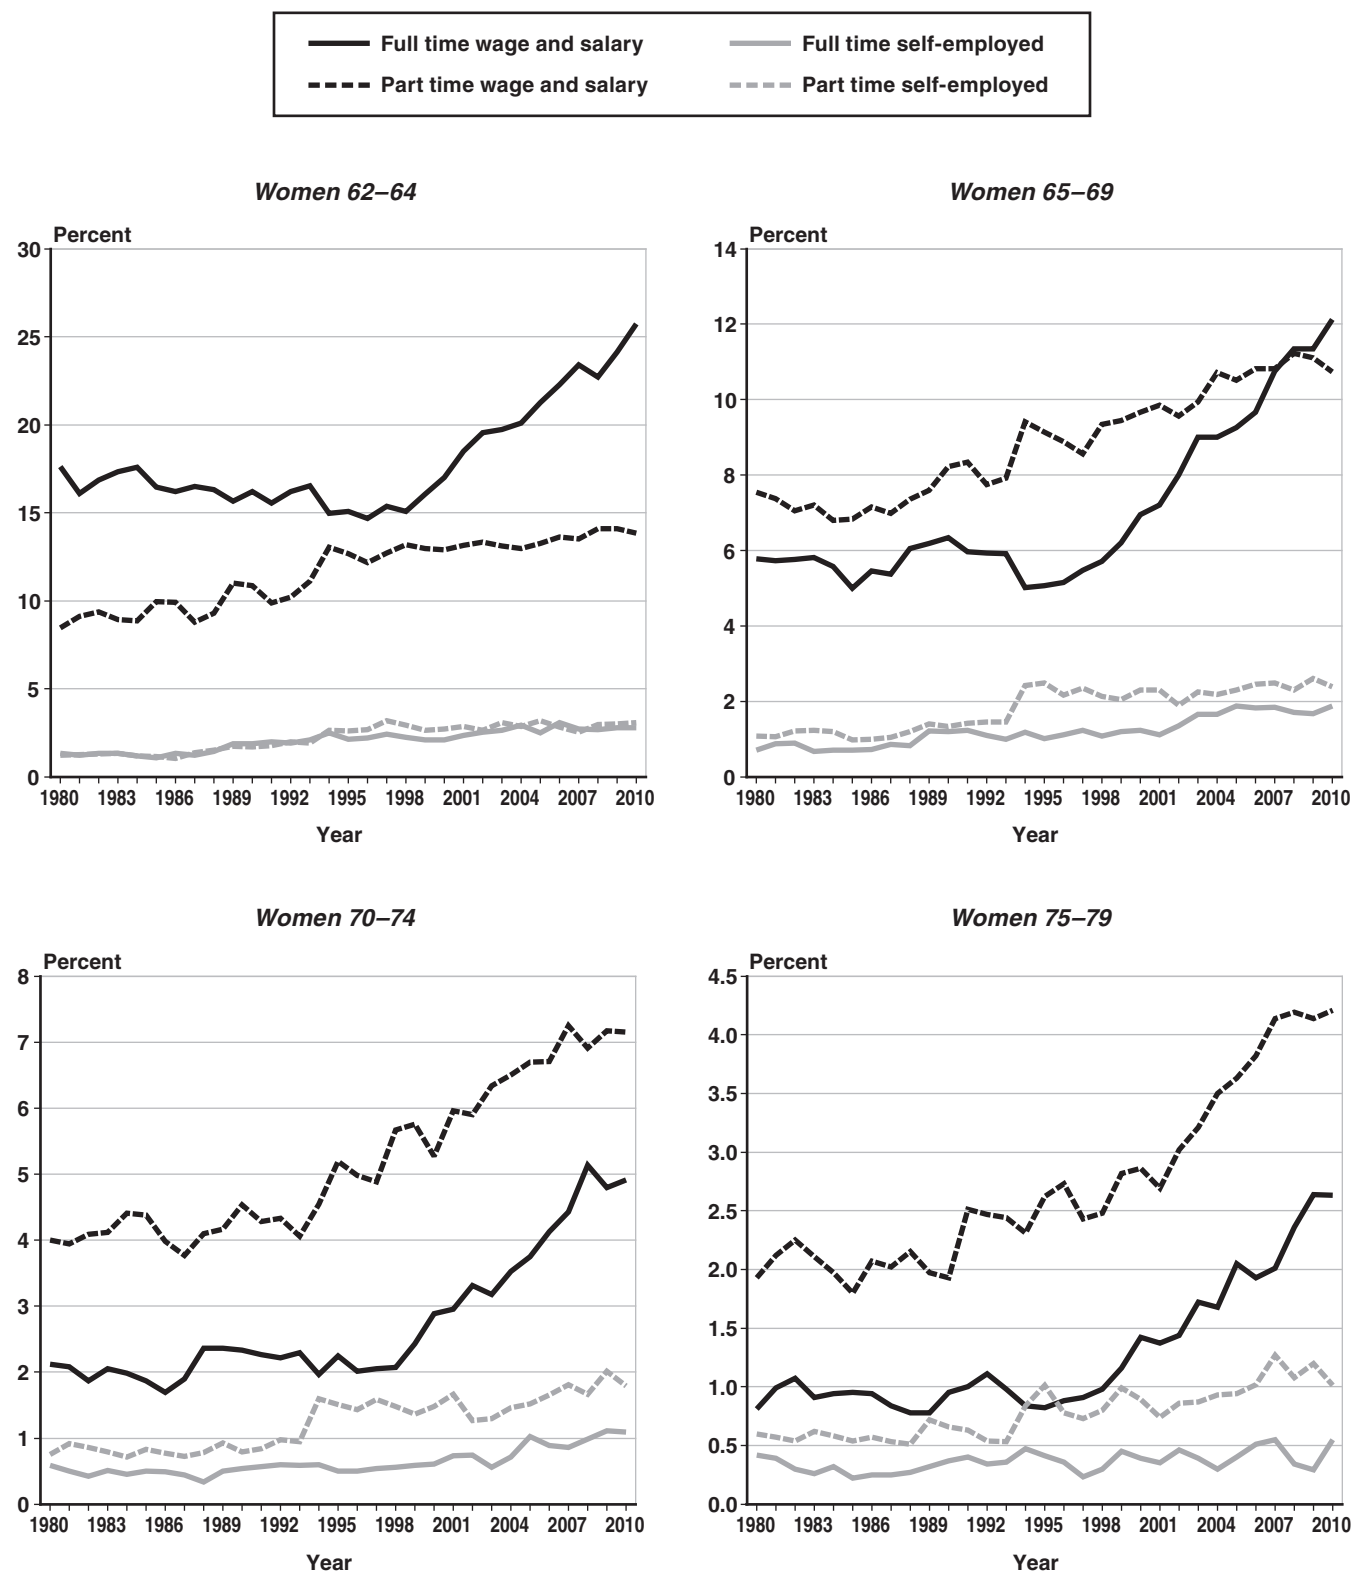 Full time wage and salary
Full time self-employed
Part time wage and salary
Part time self-employed
Women 62–64
Percent
30
25
20
15
10
5
0
1980 1983 1986 1989 1992 1995 1998 2001 2004 2007 2010
Year
Women 65–69
Percent
14
12
10
8
6
4
2
0
1980 1983 1986 1989 1992 1995 1998 2001 2004 2007 2010
Year
Women 70–74
Percent
8
7
6
5
4
3
2
1
0
1980 1983 1986 1989 1992 1995 1998 2001 2004 2007 2010
Year
Women 75–79
Percent
4.5
4.0
3.5
3.0
2.5
2.0
1.5
1.0
0.5
0.0
1980 1983 1986 1989 1992 1995 1998 2001 2004 2007 2010
Year